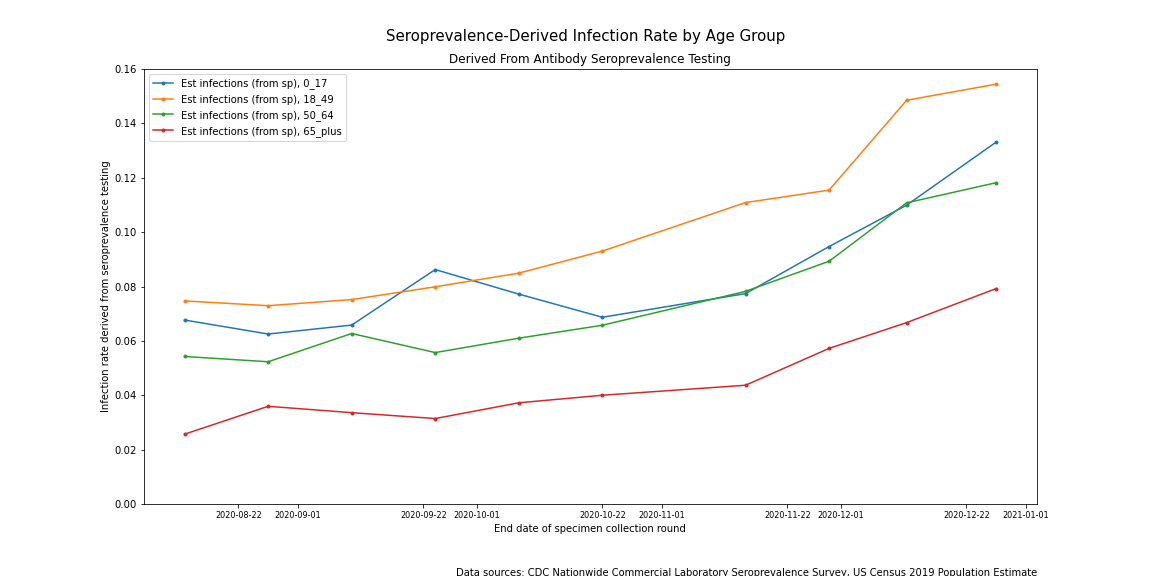 Seroprevalence-Derived Infection Rate by Age Group
Derived From Antibody Seroprevalence Testing
Est infections (from sp), 0_17
Est infections (from sp), 18_49
Est infections (from sp), 50_64
Est infections (from sp), 65_plus
Infection rate derived from seroprevalence testing
0.16
0.14
0.12
0.10
0.08
0.06
0.04
0.02
0.00
2020-08-22 2020-09-01 2020-09-22 2020-10-01 2020-10-22 2020-11-01 2020-11-22 2020-12-01 2020-12-22 2021-01-01
End date of specimen collection round
Data sources: CDC Nationwide Commercial Laboratory Seroprevalence Survey, US Census 2019 Population Estimate